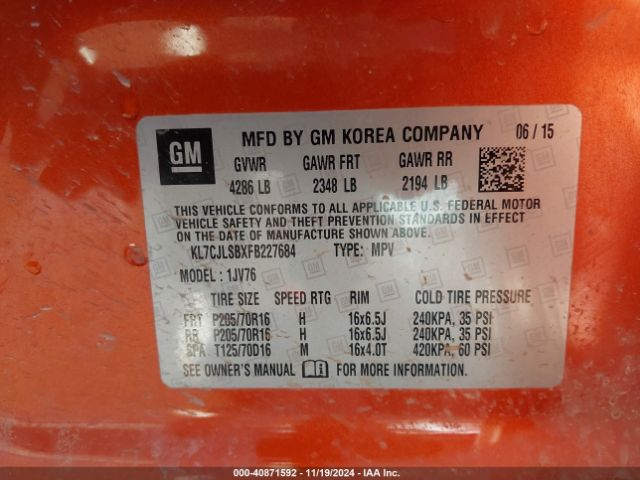 GM
MFD BY GM KOREA COMPANY 06 / 15
GVWR GAWR FRT GAWR RR
4286 LB 2348 LB 2194 LB
THIS VEHICLE CONFORMS TO ALL APPLICABLE U.S. FEDERAL MOTOR
VEHICLE SAFETY AND THEFT PREVENTION STANDARDS IN EFFECT
ON THE DATE OF MANUFACTURE SHOWN ABOVE.
KL7CJLSBXFB227684 TYPE: MPV
MODEL : 1JV76
TIRE SIZE SPEED RTG RIM COLD TIRE PRESSURE
FRT P205/70R16 H 16x6.5J 240KPA, 35 PSI
RR P205/70R16 H 16x6.5J 240KPA, 35 PSI
SPA T125/70D16 M 16x4.0T 420KPA, 60 PSI
SEE OWNER'S MANUAL FOR MORE INFORMATION.
000-40871592 - 11/19/2024 - IAA Inc.